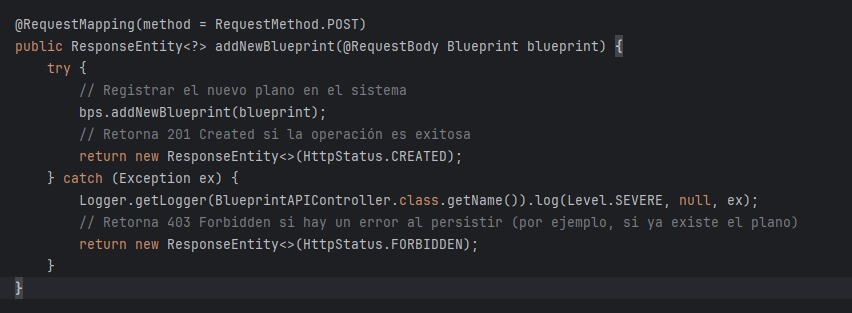 @RequestMapping(method = RequestMethod.POST)
public ResponseEntity<?> addNewBlueprint(@RequestBody Blueprint blueprint) {
    try {
        // Registrar el nuevo plano en el sistema
        bps.addNewBlueprint(blueprint);
        // Retorna 201 Created si la operación es exitosa
        return new ResponseEntity<>(HttpStatus.CREATED);
    } catch (Exception ex) {
        Logger.getLogger(BlueprintAPIController.class.getName()).log(Level.SEVERE, null, ex);
        // Retorna 403 Forbidden si hay un error al persistir (por ejemplo, si ya existe el plano)
        return new ResponseEntity<>(HttpStatus.FORBIDDEN);
    }
}